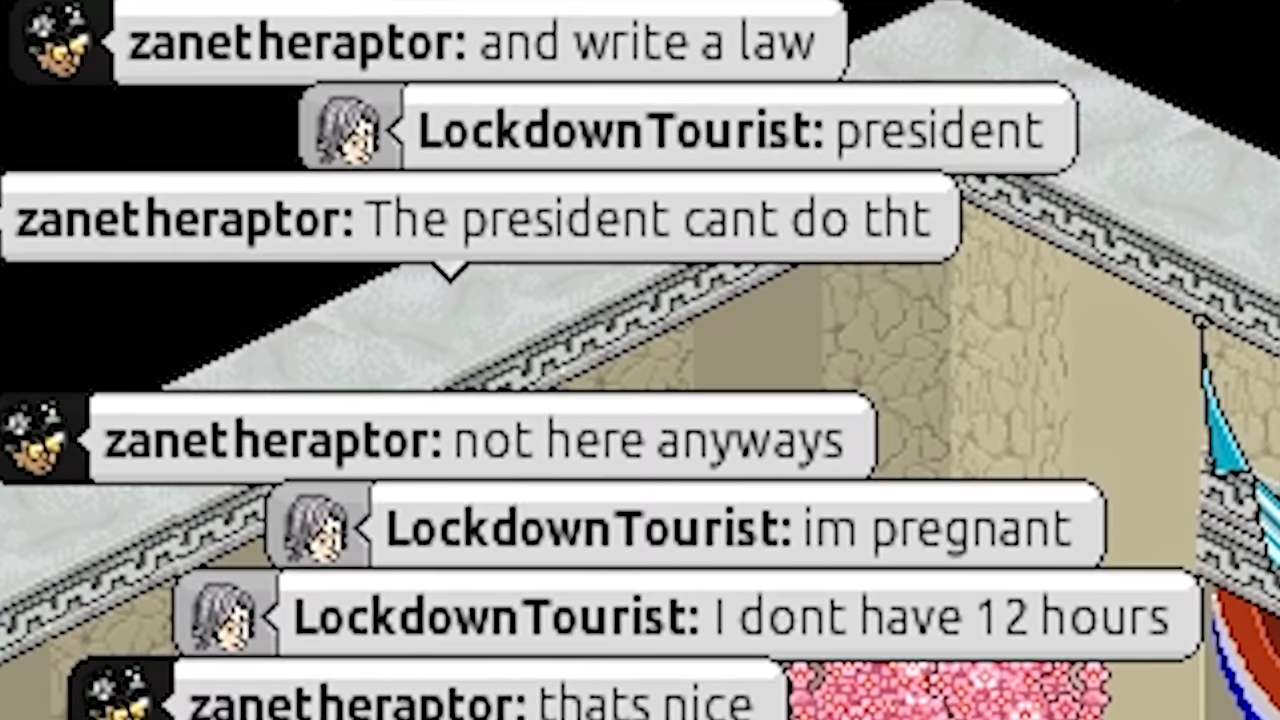 zanetheraptor: and write a law
LockdownTourist: president
zanetheraptor: The president cant do tht
zanetheraptor: not here anyways
LockdownTourist: im pregnant
LockdownTourist: I dont have 12 hours
zanetheraptor: thats nice